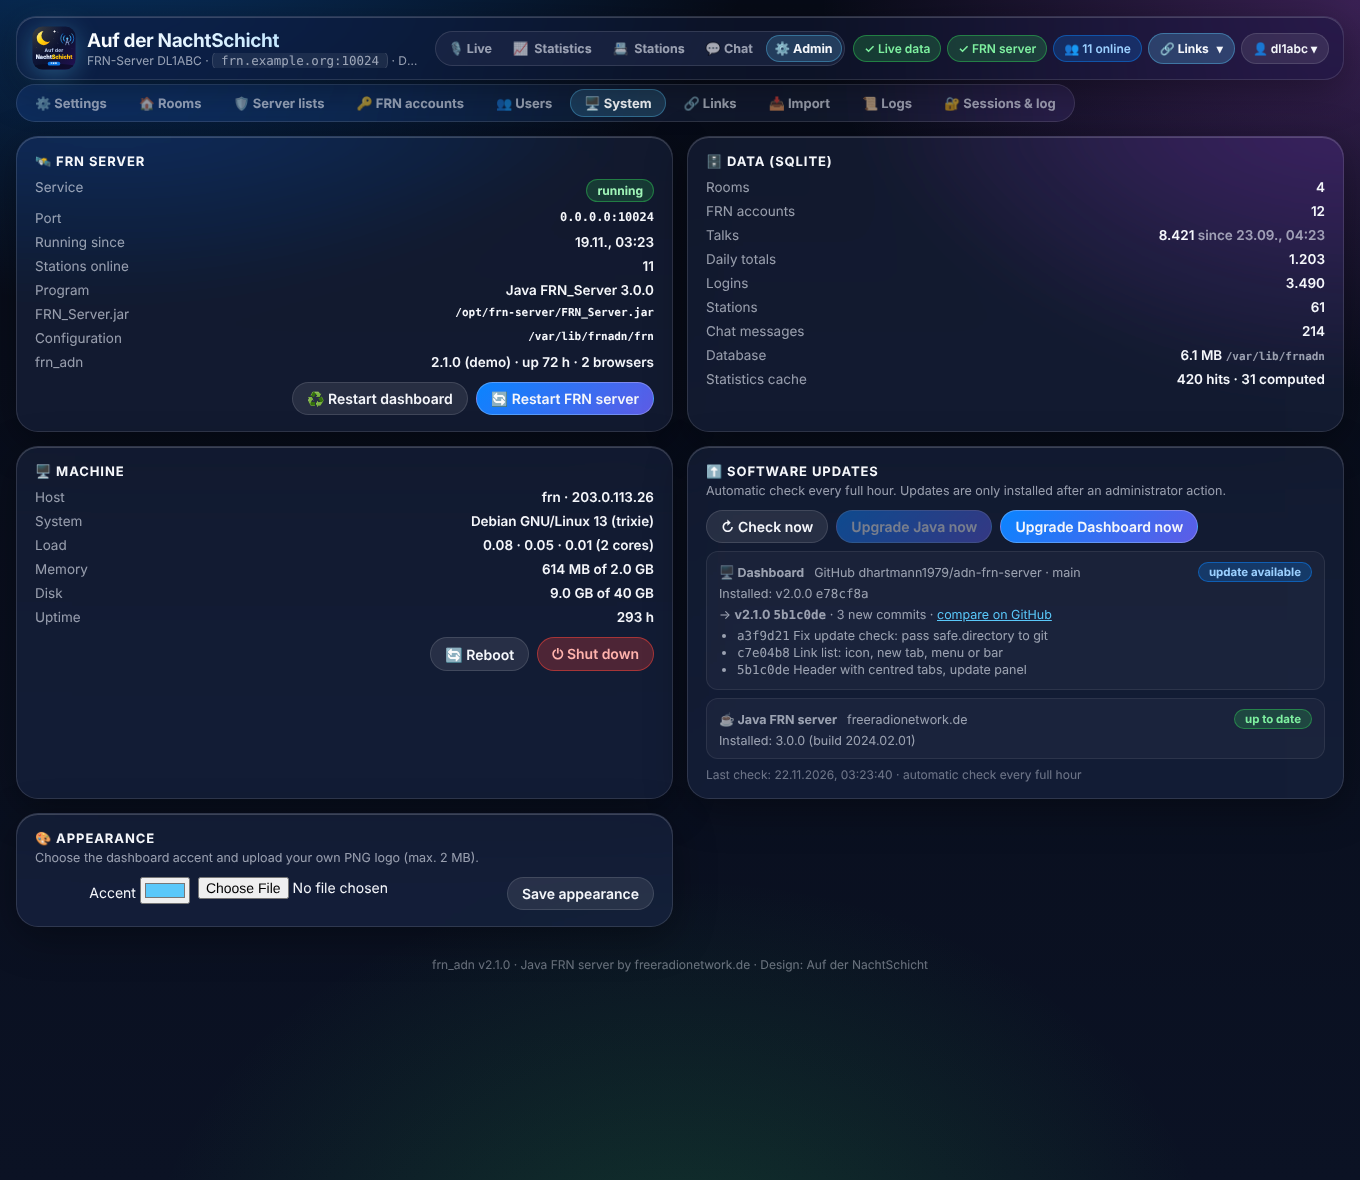 Auf der NachtSchicht
FRN-Server DL1ABC · frn.example.org:10024 · D...
Live
Statistics
Stations
Chat
Admin
✓ Live data
✓ FRN server
11 online
Links ▾
dl1abc ▾
Settings
Rooms
Server lists
FRN accounts
Users
System
Links
Import
Logs
Sessions & log
FRN SERVER
Service running
Port 0.0.0.0:10024
Running since 19.11., 03:23
Stations online 11
Program Java FRN_Server 3.0.0
FRN_Server.jar /opt/frn-server/FRN_Server.jar
Configuration /var/lib/frnadn/frn
frn_adn 2.1.0 (demo) · up 72 h · 2 browsers
Restart dashboard
Restart FRN server
DATA (SQLITE)
Rooms 4
FRN accounts 12
Talks 8.421 since 23.09., 04:23
Daily totals 1.203
Logins 3.490
Stations 61
Chat messages 214
Database 6.1 MB /var/lib/frnadn
Statistics cache 420 hits · 31 computed
MACHINE
Host frn · 203.0.113.26
System Debian GNU/Linux 13 (trixie)
Load 0.08 · 0.05 · 0.01 (2 cores)
Memory 614 MB of 2.0 GB
Disk 9.0 GB of 40 GB
Uptime 293 h
Reboot
Shut down
SOFTWARE UPDATES
Automatic check every full hour. Updates are only installed after an administrator action.
↻ Check now
Upgrade Java now
Upgrade Dashboard now
Dashboard GitHub dhartmann1979/adn-frn-server · main update available
Installed: v2.0.0 e78cf8a
→ v2.1.0 5b1c0de · 3 new commits · compare on GitHub
• a3f9d21 Fix update check: pass safe.directory to git
• c7e04b8 Link list: icon, new tab, menu or bar
• 5b1c0de Header with centred tabs, update panel
Java FRN server freeradionetwork.de up to date
Installed: 3.0.0 (build 2024.02.01)
Last check: 22.11.2026, 03:23:40 · automatic check every full hour
APPEARANCE
Choose the dashboard accent and upload your own PNG logo (max. 2 MB).
Accent
Choose File No file chosen
Save appearance
frn_adn v2.1.0 · Java FRN server by freeradionetwork.de · Design: Auf der NachtSchicht